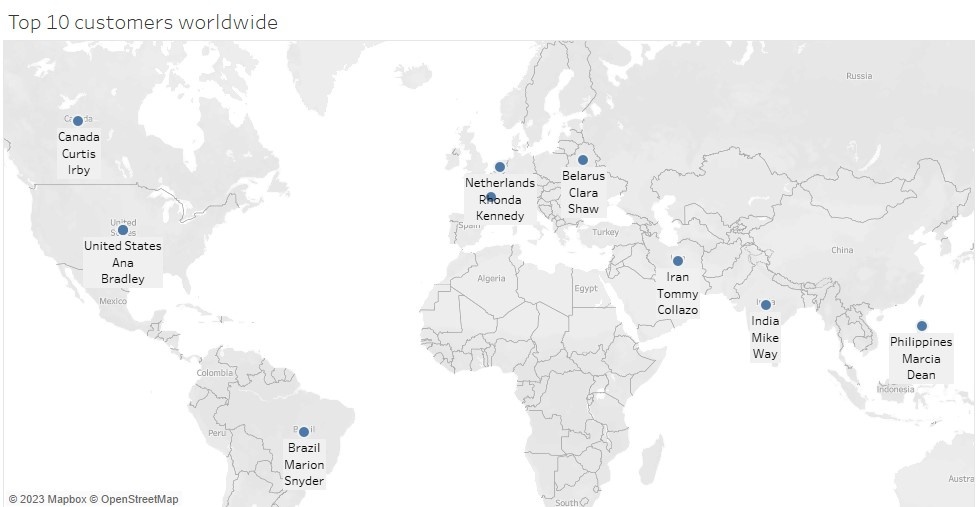 Top 10 customers worldwide
Russia
Canada
Curtis
Irby
Netherlands
Rhonda
Kennedy
Belarus
Clara
Shaw
United
United States
Ana
Bradley
Spain
Turkey
China
Algeria
Egypt
Iran
Tommy
Collazo
Mexico
India
Mike
Way
Philippines
Marcia
Dean
Colombia
Indonesia
Peru
Brazil
Marion
Snyder
Austra
South
© 2023 Mapbox © OpenStreetMap